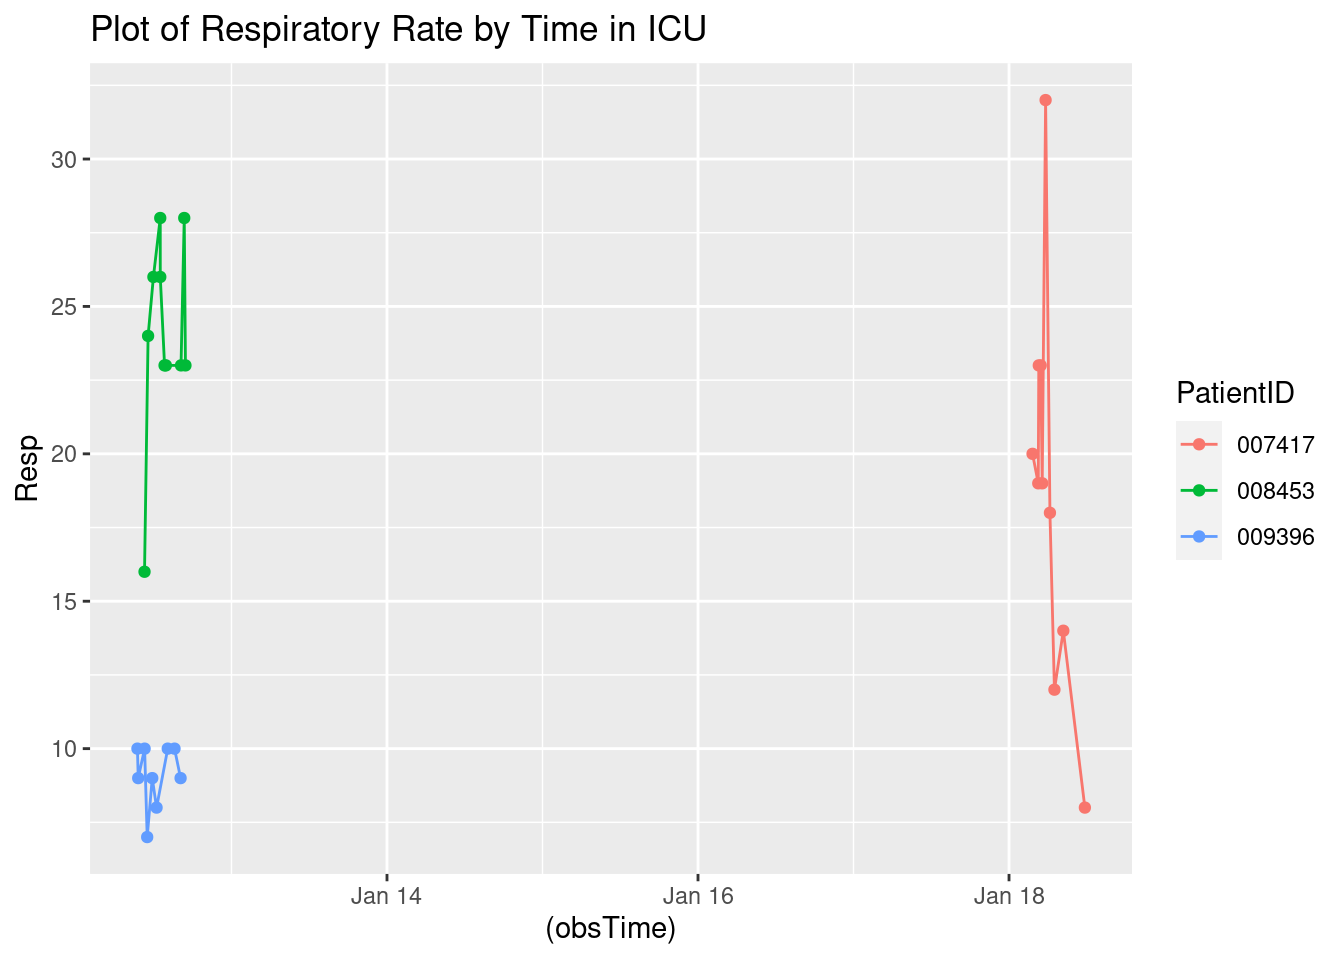 Plot of Respiratory Rate by Time in ICU
30
25
20
15
10
Resp
Jan 14
Jan 16
Jan 18
(obsTime)
PatientID
007417
008453
009396